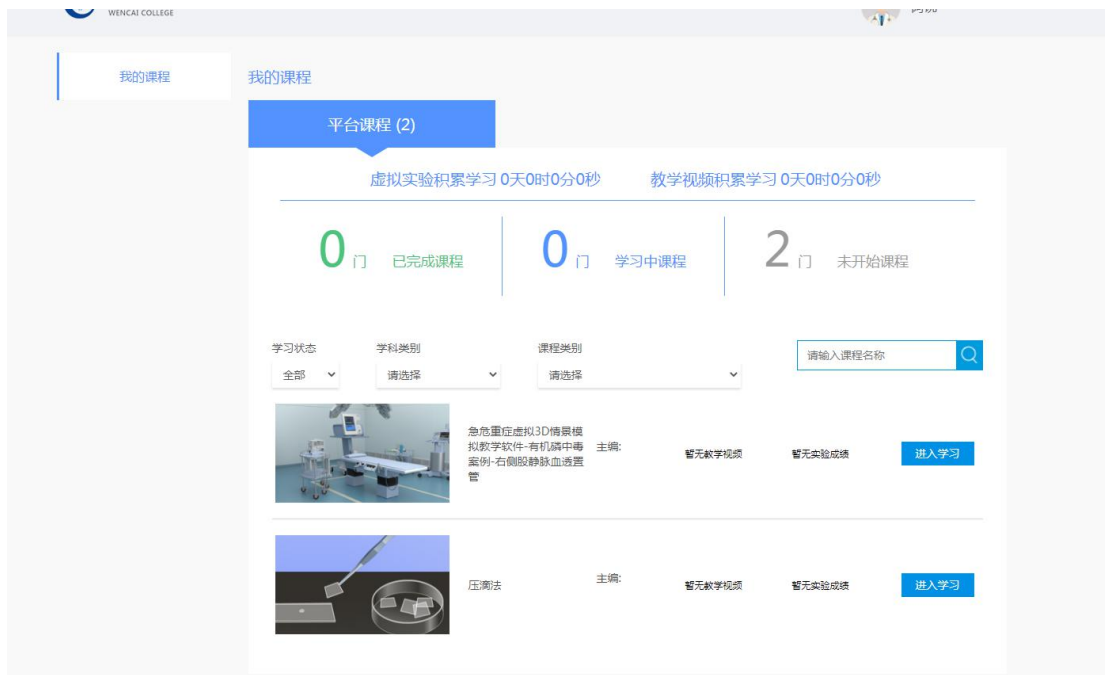 WENCAI COLLEGE
我的课程
我的课程
平台课程 (2)
虚拟实验积累学习 0天0时0分0秒 教学视频积累学习 0天0时0分0秒
0 门 已完成课程 0 门 学习中课程 2 门 未开始课程
学习状态 学科类别 课程类别
全部 请选择 请选择 请输入课程名称
急危重症虚拟3D情景模
拟教学软件-有机磷中毒
案例-右侧股静脉血透置
管
主编: 暂无教学视频 暂无实验成绩 进入学习
压滴法 主编: 暂无教学视频 暂无实验成绩 进入学习